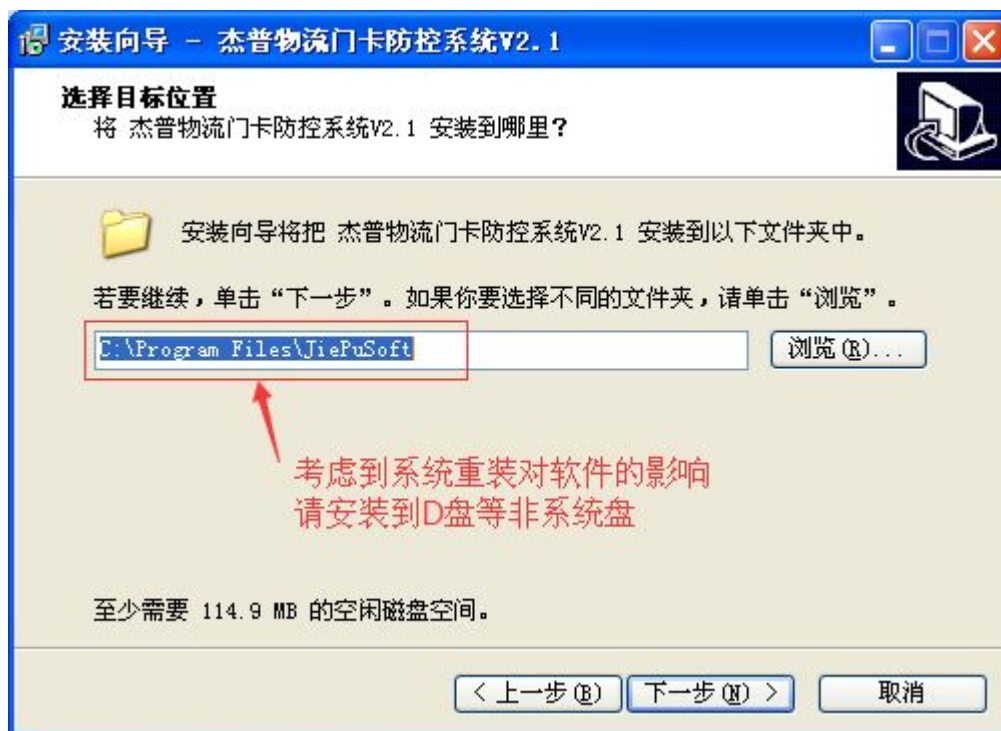 安装向导 - 杰普物流门卡防控系统V2.1
选择目标位置
将 杰普物流门卡防控系统V2.1 安装到哪里?
安装向导将把 杰普物流门卡防控系统V2.1 安装到以下文件夹中。
若要继续，单击“下一步”。如果你要选择不同的文件夹，请单击“浏览”。
C:\Program Files\JiePuSoft
浏览(R)...
考虑到系统重装对软件的影响
请安装到D盘等非系统盘
至少需要 114.9 MB 的空闲磁盘空间。
< 上一步(B) 下一步(N) > 取消